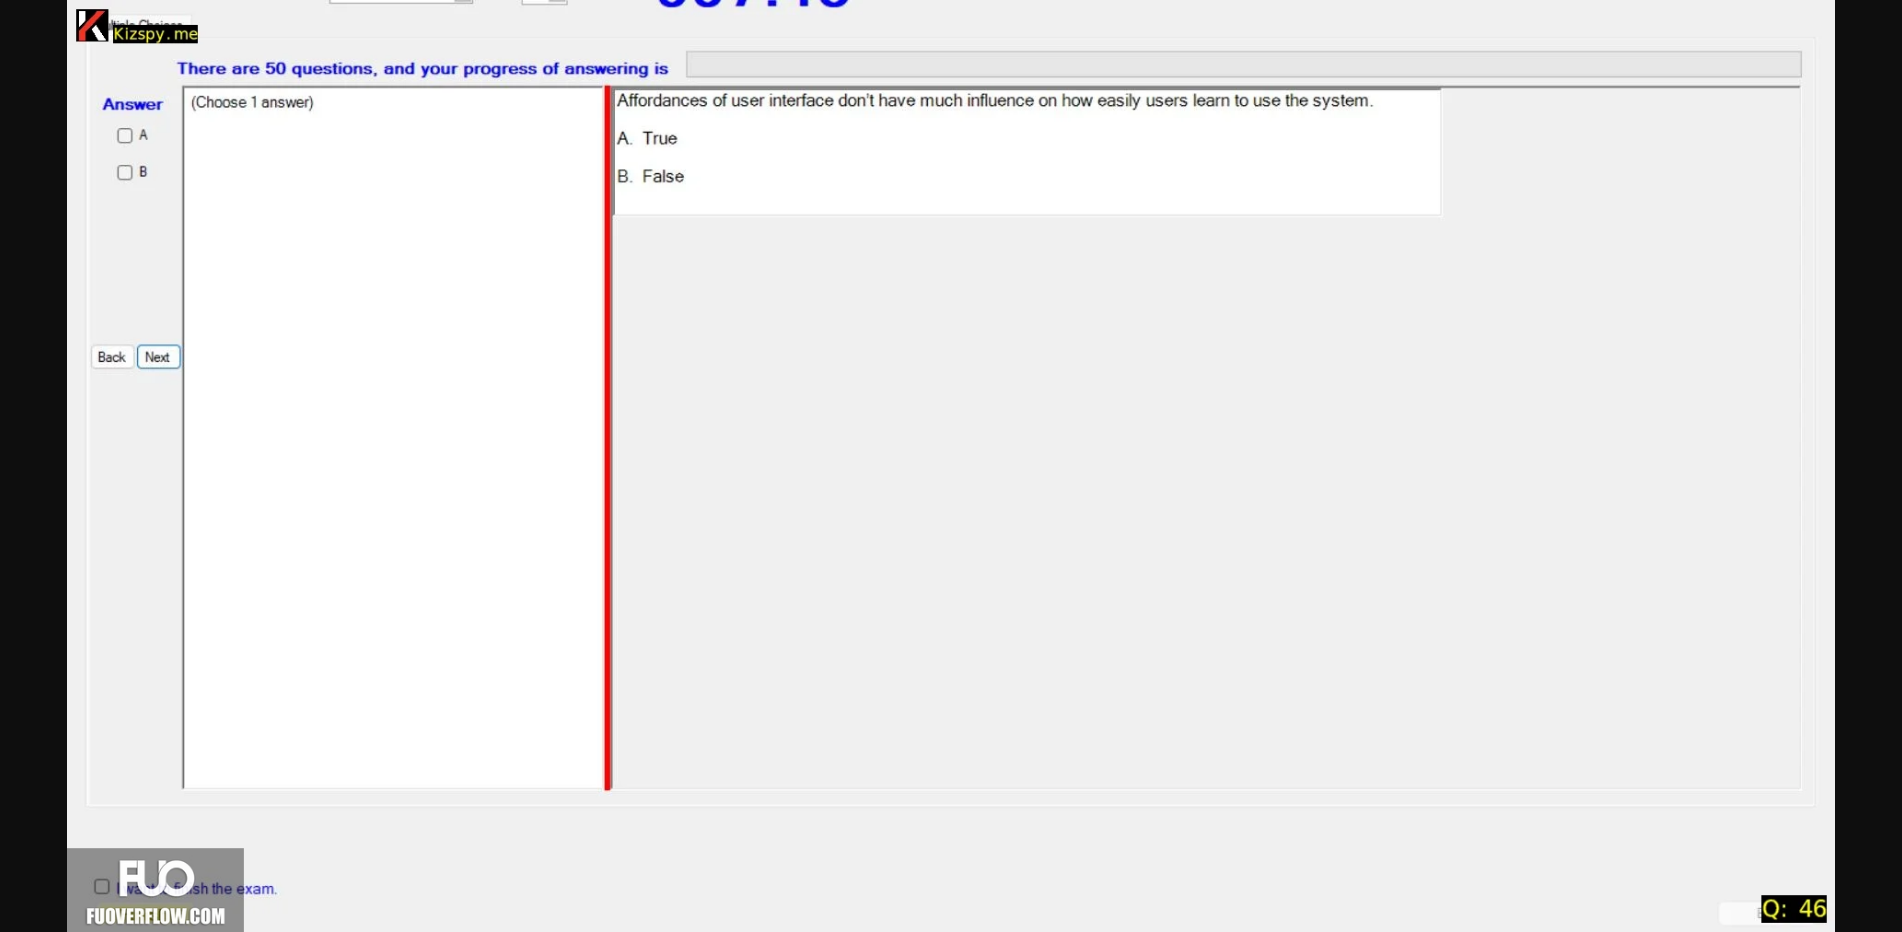 Kizspy.me
There are 50 questions, and your progress of answering is
Answer
(Choose 1 answer)
A
B
Back
Next
Affordances of user interface don't have much influence on how easily users learn to use the system.
A. True
B. False
I want finish the exam.
FUO
FUOVERFLOW.COM
Q: 46